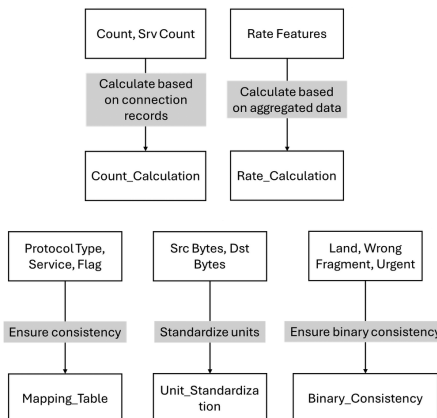 Count, Srv Count
Rate Features
Calculate based
on connection
records
Calculate based
on aggregated data
Count_Calculation
Rate_Calculation
Protocol Type,
Service, Flag
Src Bytes, Dst
Bytes
Land, Wrong
Fragment, Urgent
Ensure consistency
Standardize units
Ensure binary consistency
Mapping_Table
Unit_Standardiza
tion
Binary_Consistency